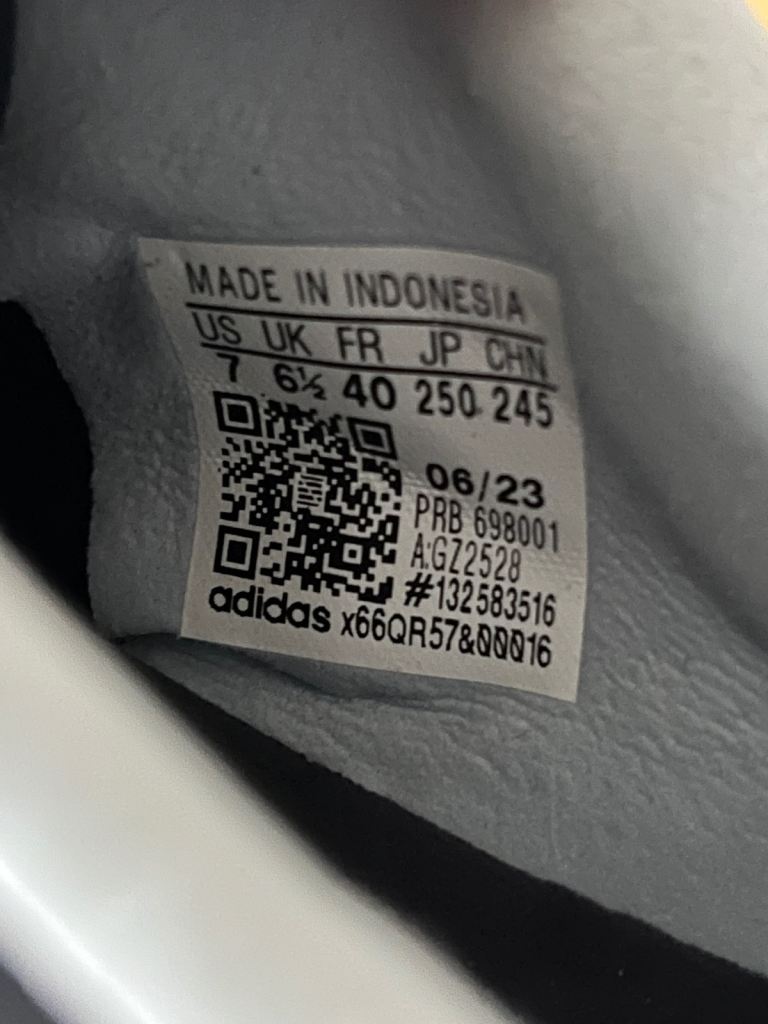 MADE IN INDONESIA
US UK FR JP CHN
7 6½ 40 250 245
06/23
PRB 698001
A:GZ2528
#132583516
adidas x66QR57&00016